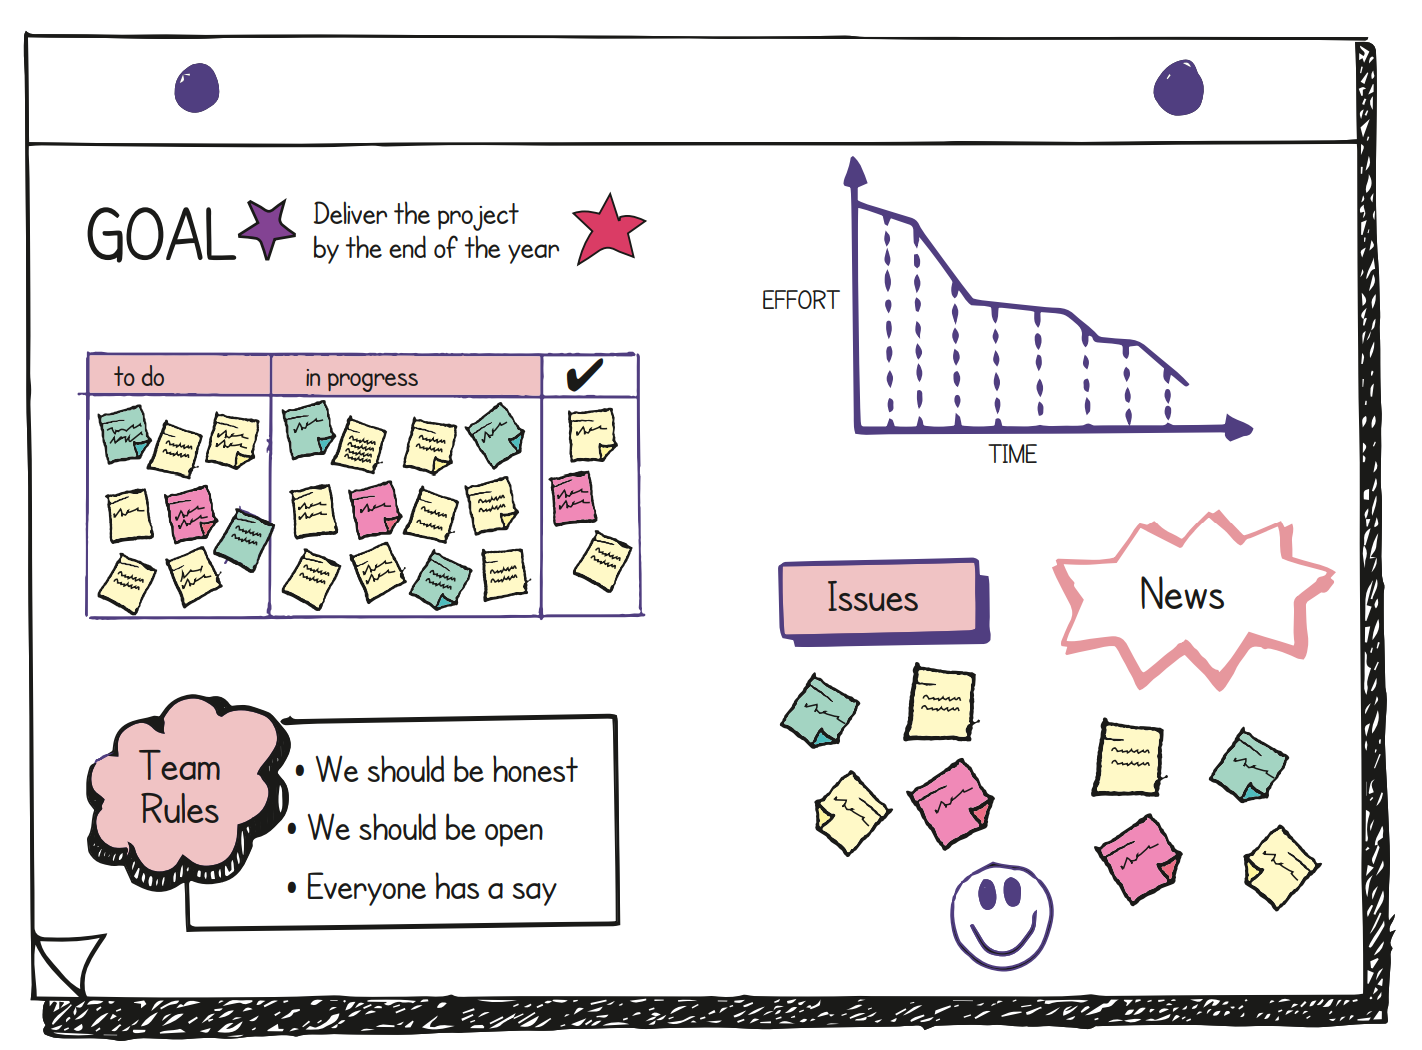 GOAL
Deliver the project
by the end of the year
to do
in progress
EFFORT
TIME
Issues
News
Team
Rules
• We should be honest
• We should be open
• Everyone has a say